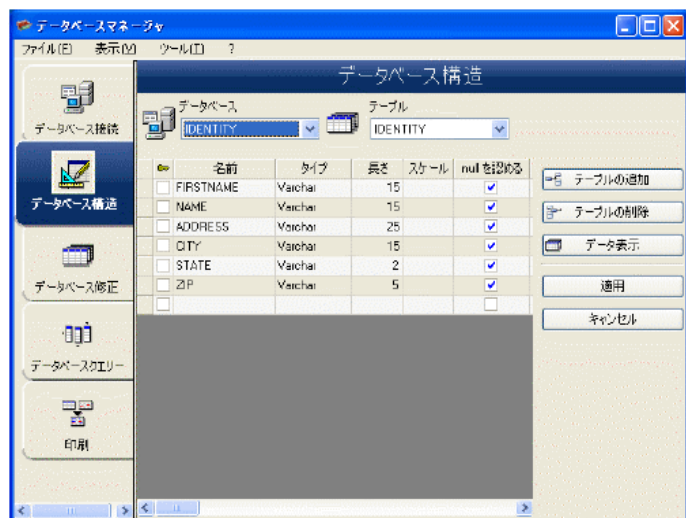 データベースマネージャ
ファイル(F) 表示(V) ツール(T) ?
データベース接続
データベース構造
データベース修正
データベースクエリー
印刷
データベース構造
データベース
IDENTITY
テーブル
IDENTITY
名前 タイプ 長さ スケール nullを認める
FIRSTNAME Varchar 15
NAME Varchar 15
ADDRESS Varchar 25
CITY Varchar 15
STATE Varchar 2
ZIP Varchar 5
テーブルの追加
テーブルの削除
データ表示
適用
キャンセル